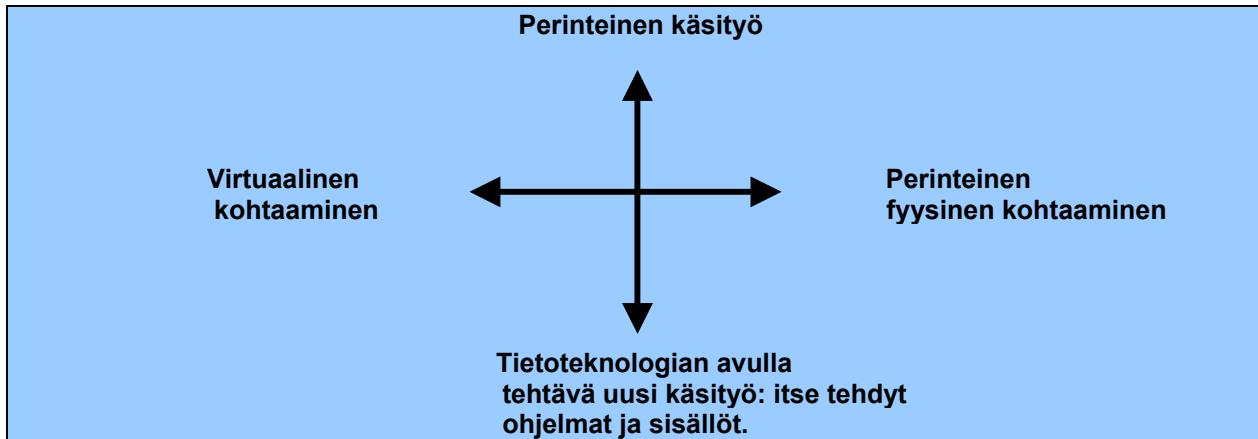 Perinteinen käsityö
Virtuaalinen
kohtaaminen
Perinteinen
fyysinen kohtaaminen
Tietoteknologian avulla
tehtävä uusi käsityö: itse tehdyt
ohjelmat ja sisällöt.